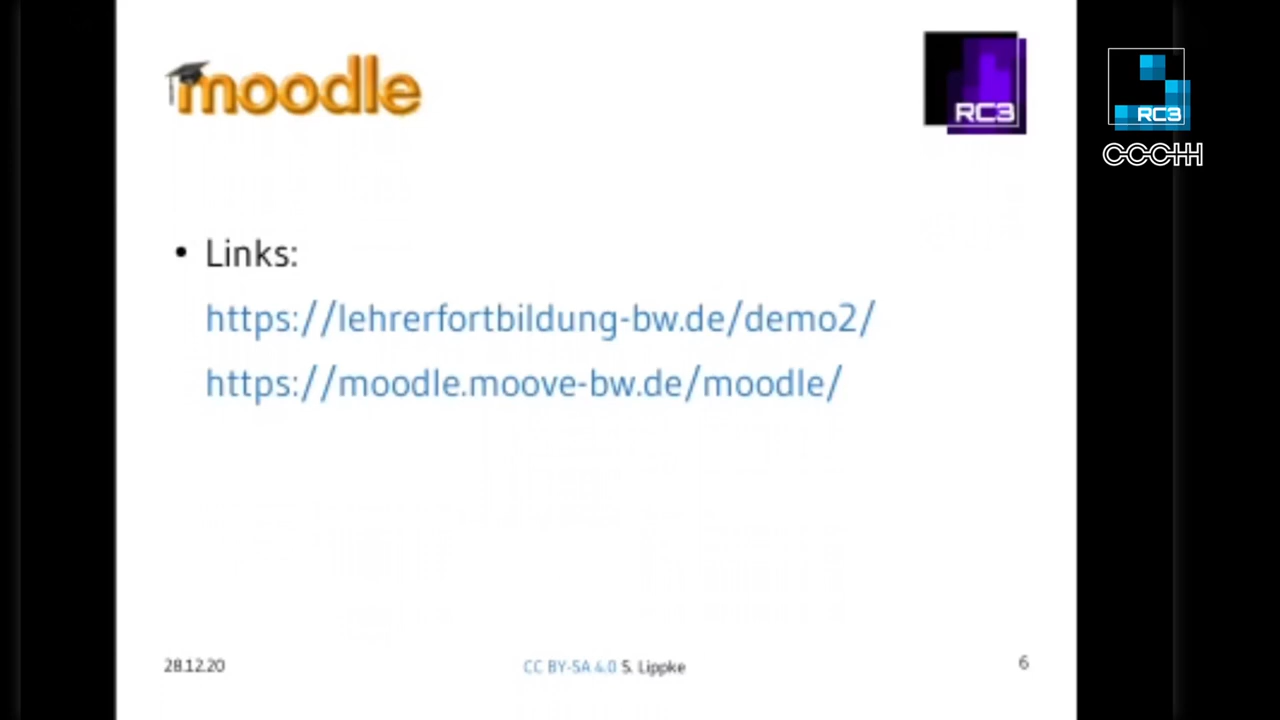 moodle
RC3
RC3
CCCHH
• Links:
https://lehrerfortbildung-bw.de/demo2/
https://moodle.moove-bw.de/moodle/
28.12.20
CC BY-SA 4.0 S. Lippke
6